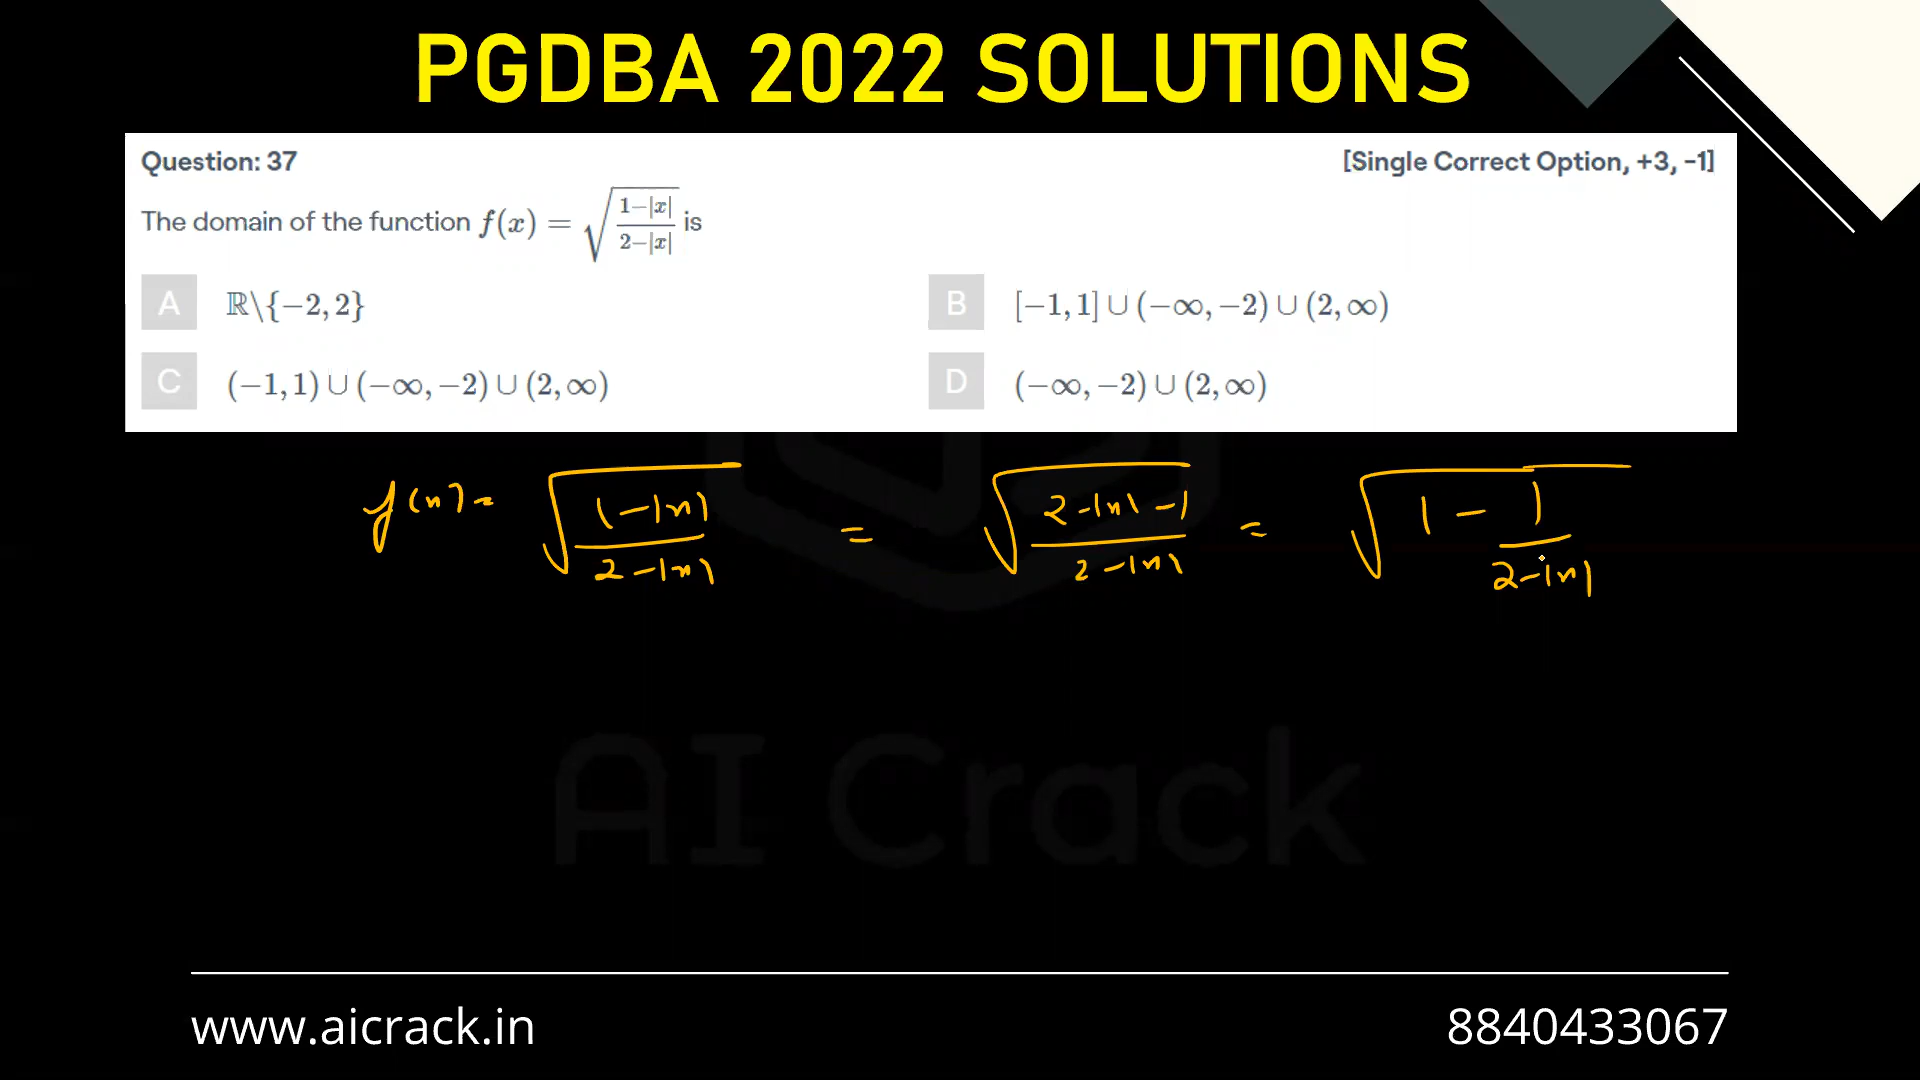 PGDBA 2022 SOLUTIONS
Question: 37 [Single Correct Option, +3, -1]
The domain of the function f(x) = √((1−|x|)/(2−|x|)) is
A ℝ\{−2, 2} B [−1, 1] ∪ (−∞, −2) ∪ (2, ∞)
C (−1, 1) ∪ (−∞, −2) ∪ (2, ∞) D (−∞, −2) ∪ (2, ∞)
f(x) = √((1−|x|)/(2−|x|)) = √((2−|x|−1)/(2−|x|)) = √(1 − 1/(2−|x|))
AI Crack
www.aicrack.in 8840433067